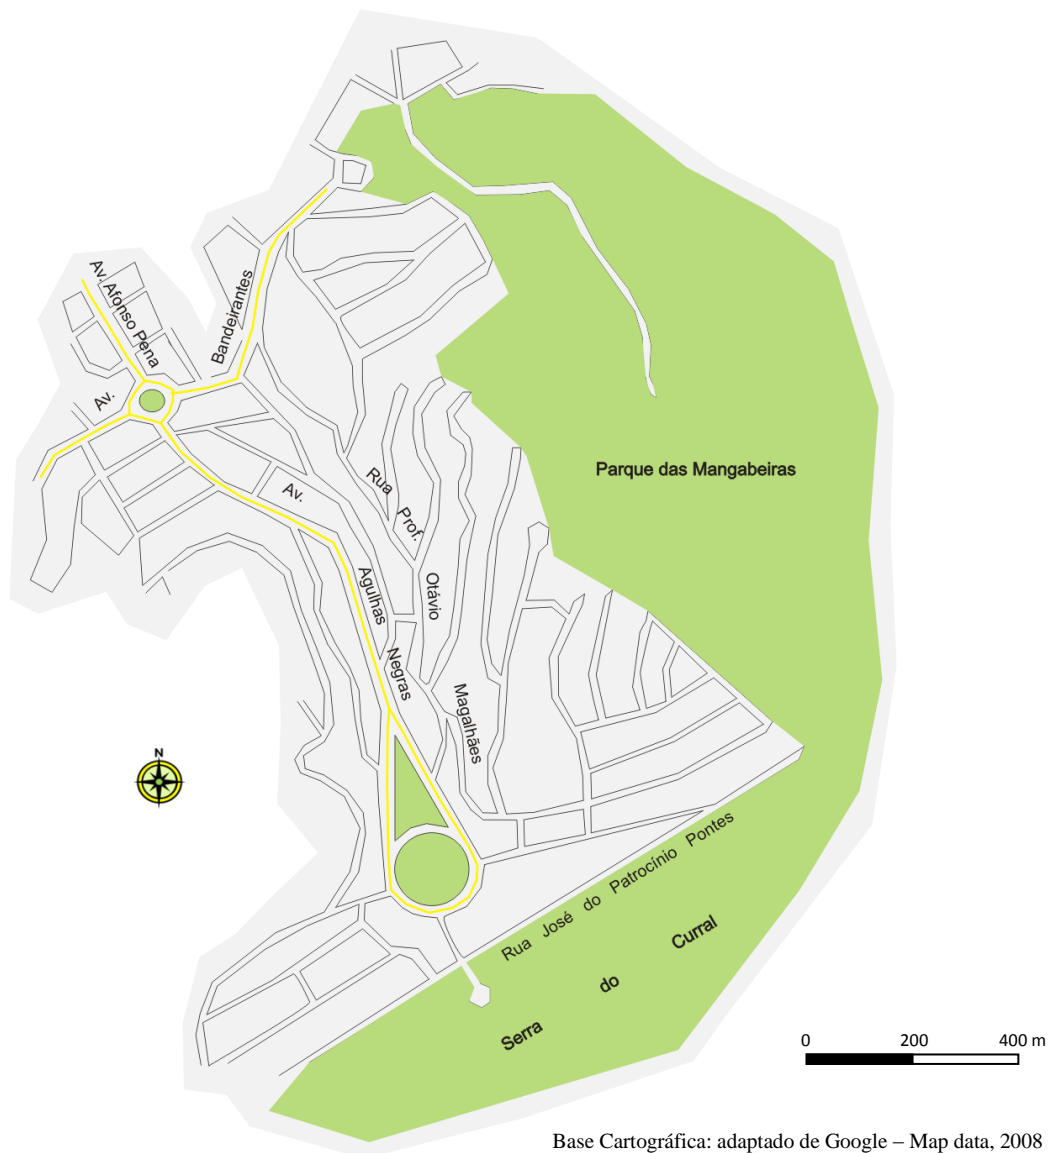 Av. Afonso Pena
Bandeirantes
Av.
Parque das Mangabeiras
Rua
Prof.
Otávio
Magalhães
Av.
Agulhas
Negras
N
Rua José do Patrocínio Pontes
Serra do Curral
0 200 400 m
Base Cartográfica: adaptado de Google – Map data, 2008